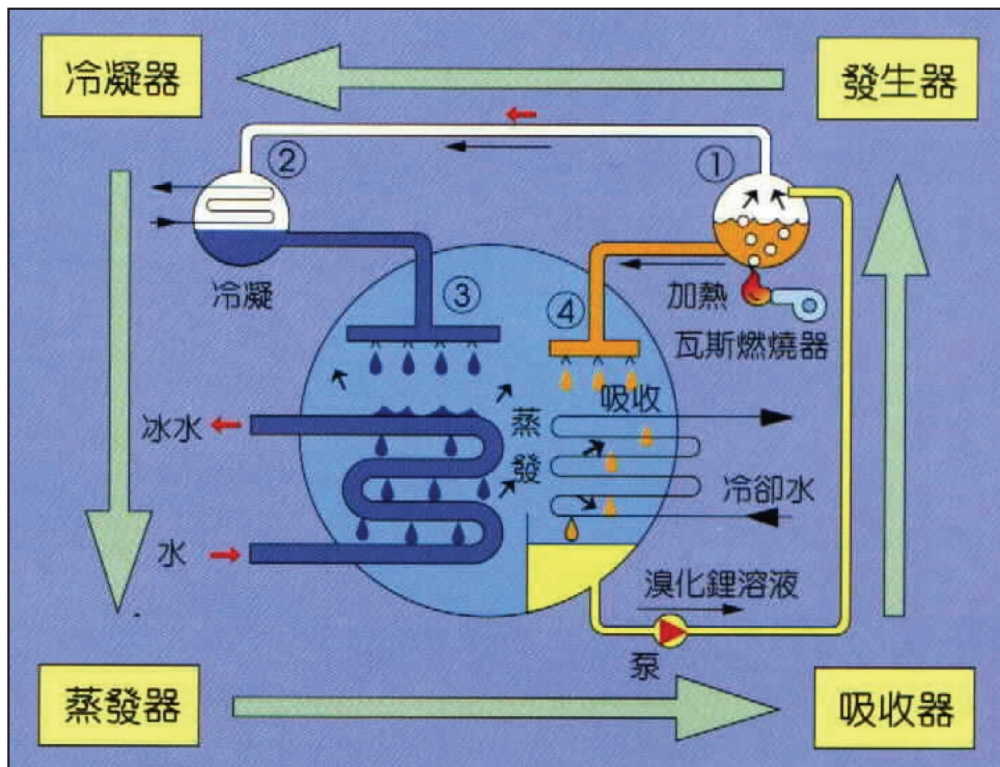 冷凝器
發生器
②
①
冷凝
③
④
加熱
瓦斯燃燒器
吸收
冰水
蒸
發
冷卻水
水
溴化鋰溶液
泵
蒸發器
吸收器